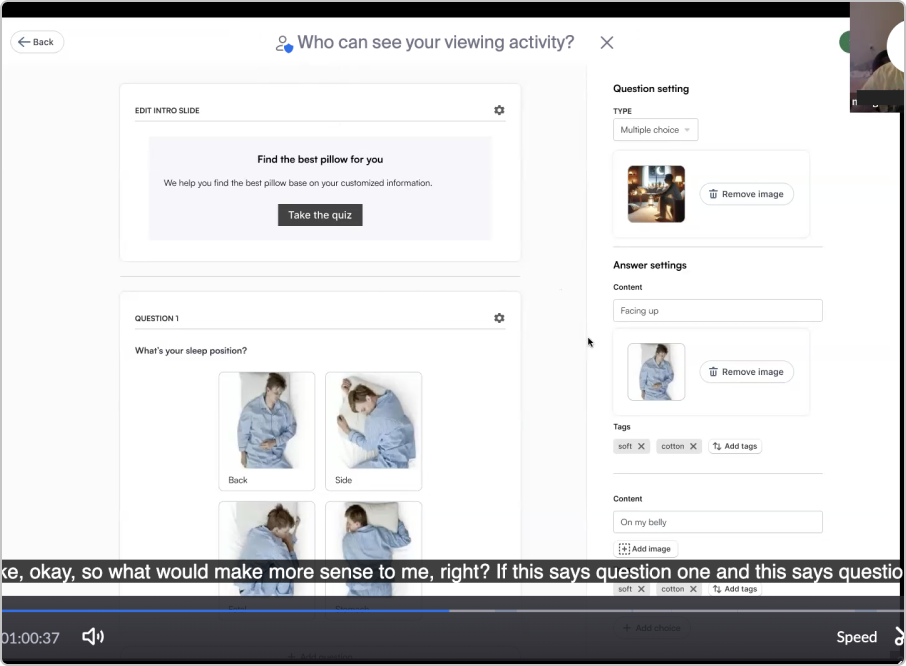 Back
Who can see your viewing activity?
EDIT INTRO SLIDE
Find the best pillow for you
We help you find the best pillow base on your customized information.
Take the quiz
QUESTION 1
What's your sleep position?
Back
Side
Question setting
TYPE
Multiple choice
Remove image
Answer settings
Content
Facing up
Remove image
Tags
soft
cotton
Add tags
Content
On my belly
Add image
ke, okay, so what would make more sense to me, right? If this says question one and this says questio
soft
cotton
Add tags
Add choice
Add question
01:00:37
Speed